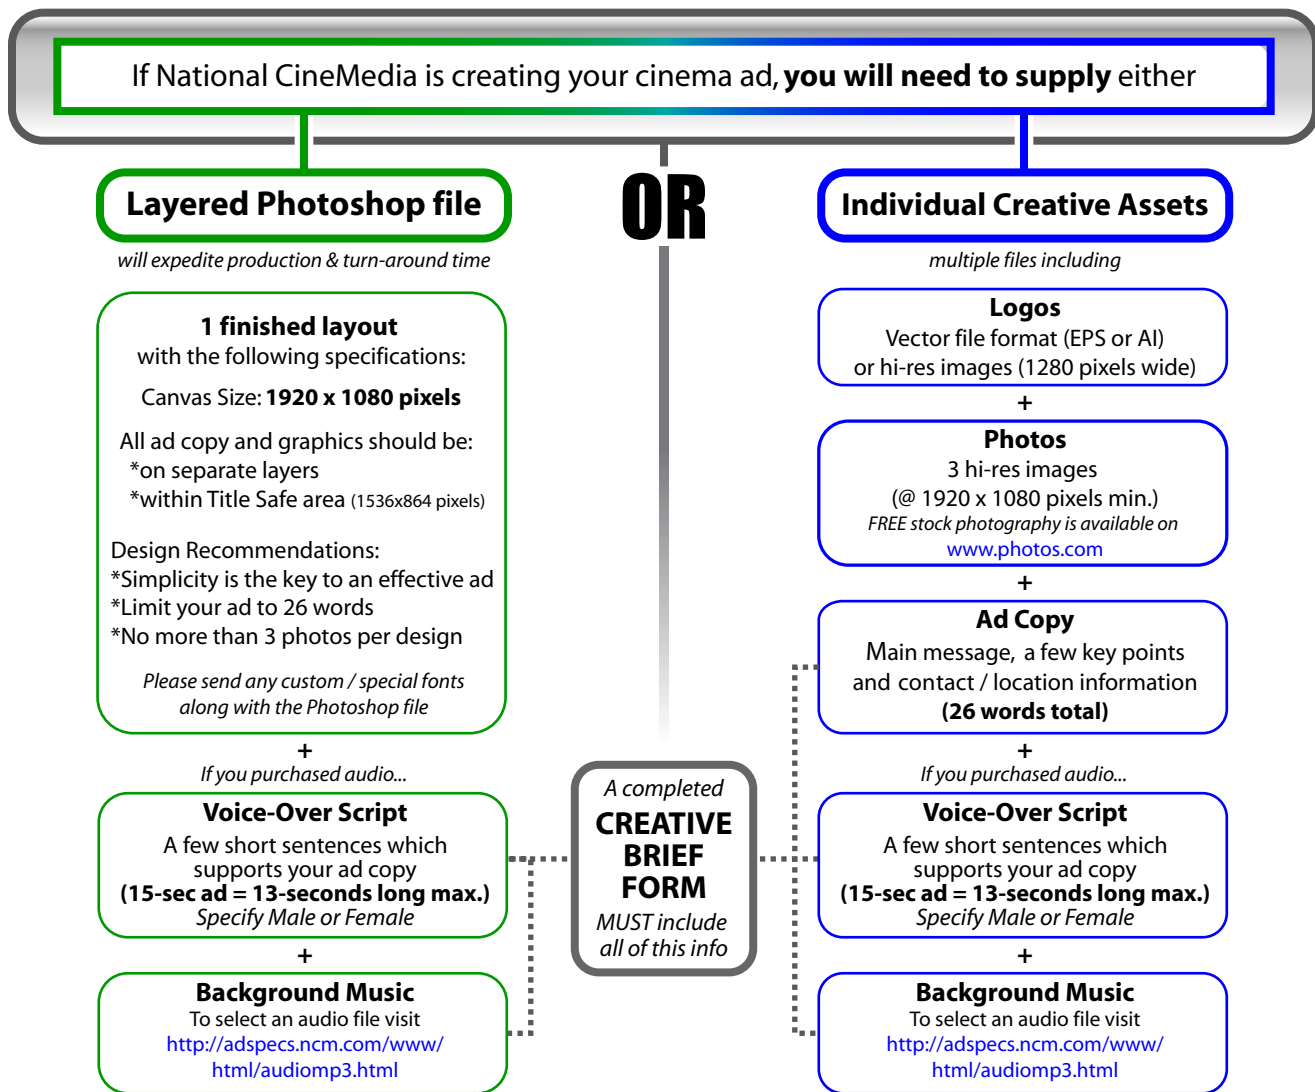 If National CineMedia is creating your cinema ad, you will need to supply either
Layered Photoshop file
will expedite production & turn-around time
1 finished layout
with the following specifications:
Canvas Size: 1920 x 1080 pixels
All ad copy and graphics should be:
*on separate layers
*within Title Safe area (1536x864 pixels)
Design Recommendations:
*Simplicity is the key to an effective ad
*Limit your ad to 26 words
*No more than 3 photos per design
Please send any custom / special fonts
along with the Photoshop file
+
If you purchased audio...
Voice-Over Script
A few short sentences which
supports your ad copy
(15-sec ad = 13-seconds long max.)
Specify Male or Female
+
Background Music
To select an audio file visit
http://adspecs.ncm.com/www/
html/audiomp3.html
OR
A completed
CREATIVE
BRIEF
FORM
MUST include
all of this info
Individual Creative Assets
multiple files including
Logos
Vector file format (EPS or AI)
or hi-res images (1280 pixels wide)
+
Photos
3 hi-res images
(@ 1920 x 1080 pixels min.)
FREE stock photography is available on
www.photos.com
+
Ad Copy
Main message, a few key points
and contact / location information
(26 words total)
+
If you purchased audio...
Voice-Over Script
A few short sentences which
supports your ad copy
(15-sec ad = 13-seconds long max.)
Specify Male or Female
+
Background Music
To select an audio file visit
http://adspecs.ncm.com/www/
html/audiomp3.html